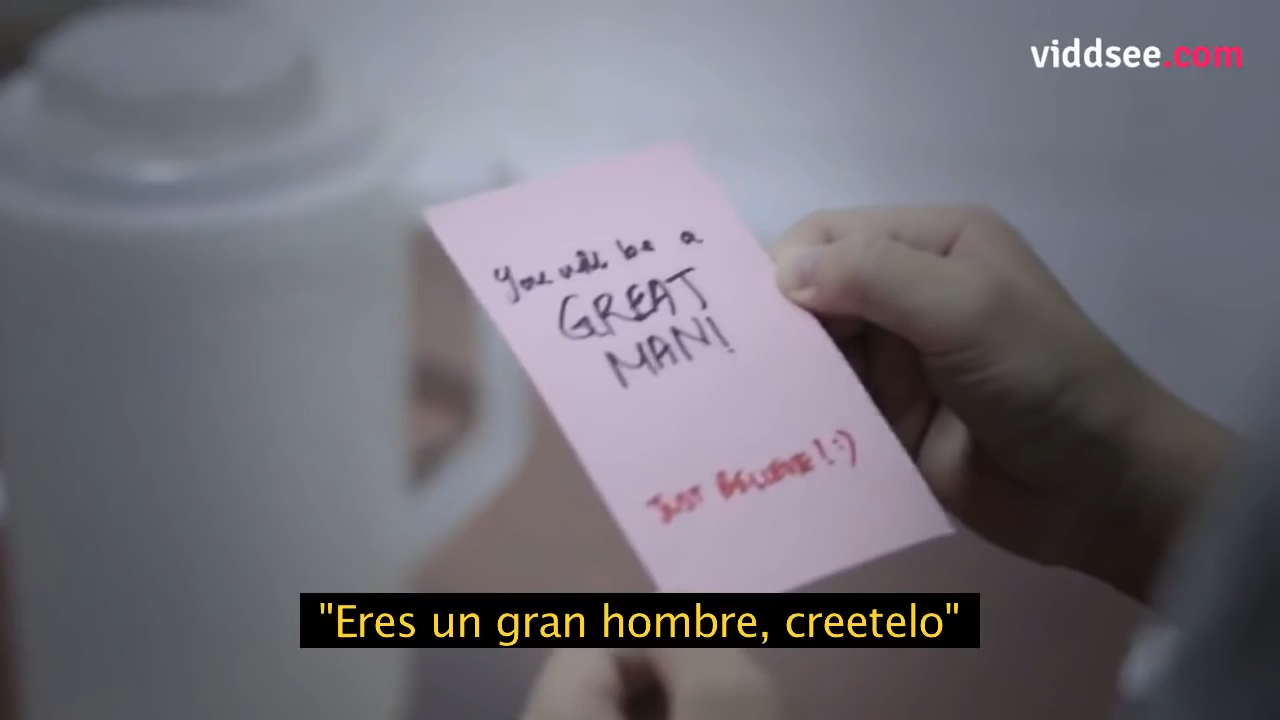 viddsee.com
You will be a
GREAT
MAN!
JUST BELIEVE! :)
"Eres un gran hombre, creetelo"